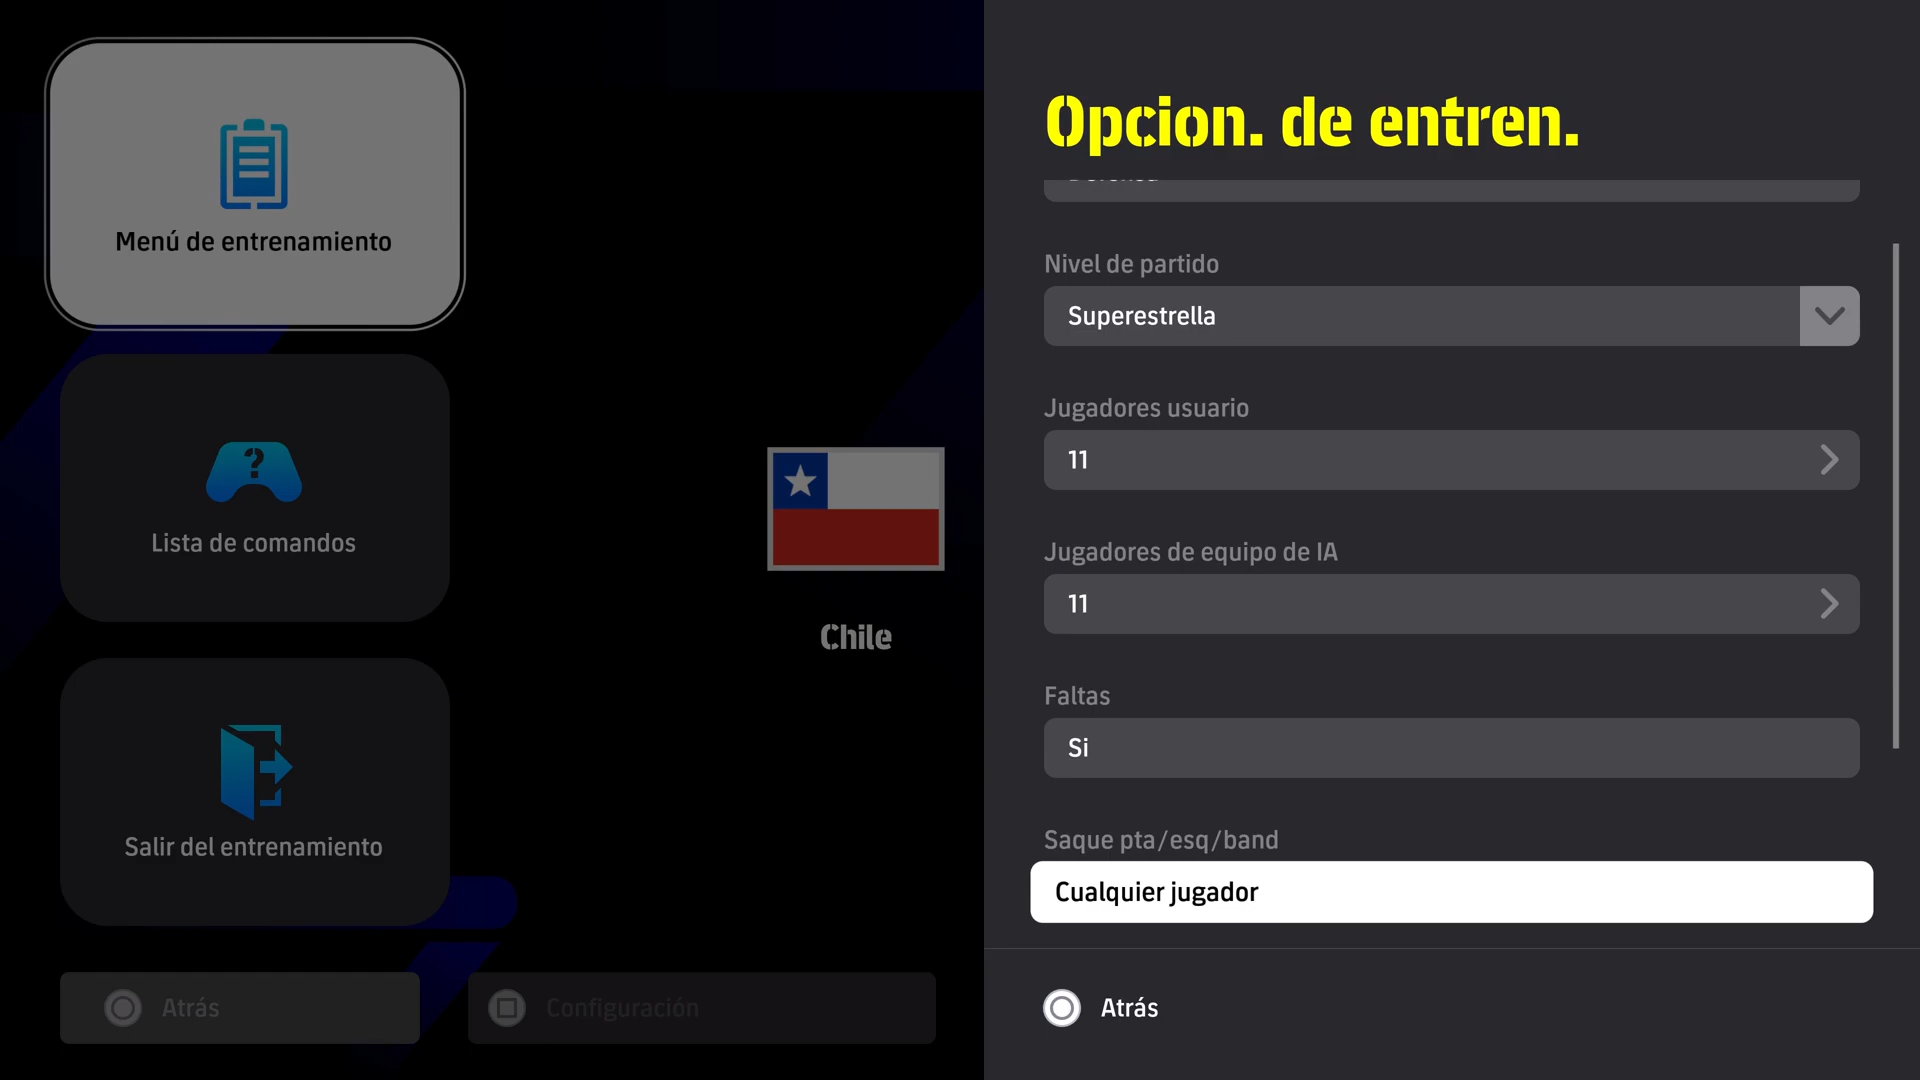 Menú de entrenamiento
Lista de comandos
Salir del entrenamiento
Atrás
Configuración
Chile
Opcion. de entren.
Nivel de partido
Superestrella
Jugadores usuario
11
Jugadores de equipo de IA
11
Faltas
Si
Saque pta/esq/band
Cualquier jugador
Atrás